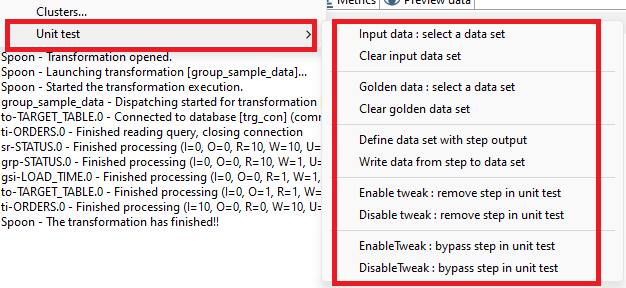 Metrics
Preview data
Clusters...
Unit test
Spoon - Transformation opened.
Spoon - Launching transformation [group_sample_data]...
Spoon - Started the transformation execution.
group_sample_data - Dispatching started for transformation
to-TARGET_TABLE.0 - Connected to database [trg_con] (comm
ti-ORDERS.0 - Finished reading query, closing connection
sr-STATUS.0 - Finished processing (I=0, O=0, R=10, W=10, U=
grp-STATUS.0 - Finished processing (I=0, O=0, R=10, W=1, U=
gsi-LOAD_TIME.0 - Finished processing (I=0, O=0, R=1, W=1,
to-TARGET_TABLE.0 - Finished processing (I=0, O=1, R=1, W=1
ti-ORDERS.0 - Finished processing (I=10, O=0, R=0, W=10, U=
Spoon - The transformation has finished!!
Input data : select a data set
Clear input data set
Golden data : select a data set
Clear golden data set
Define data set with step output
Write data from step to data set
Enable tweak : remove step in unit test
Disable tweak : remove step in unit test
EnableTweak : bypass step in unit test
DisableTweak : bypass step in unit test